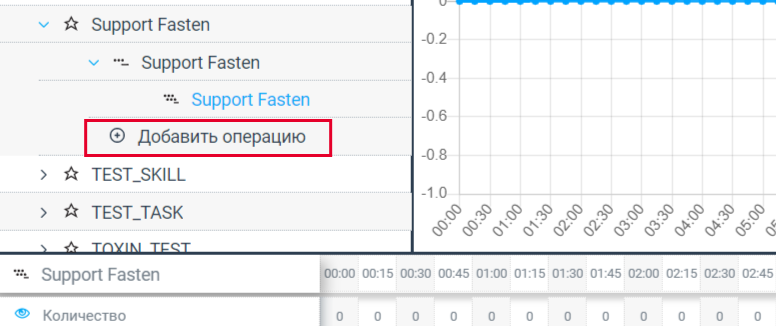 Support Fasten
Support Fasten
Support Fasten
Добавить операцию
TEST_SKILL
TEST_TASK
TOXIN_TEST
0
-0.2
-0.4
-0.6
-0.8
-1.0
00:00 00:30 01:00 01:30 02:00 02:30 03:00 03:30 04:00 04:30 05:00
Support Fasten 00:00 00:15 00:30 00:45 01:00 01:15 01:30 01:45 02:00 02:15 02:30 02:45
Количество 0 0 0 0 0 0 0 0 0 0 0 0